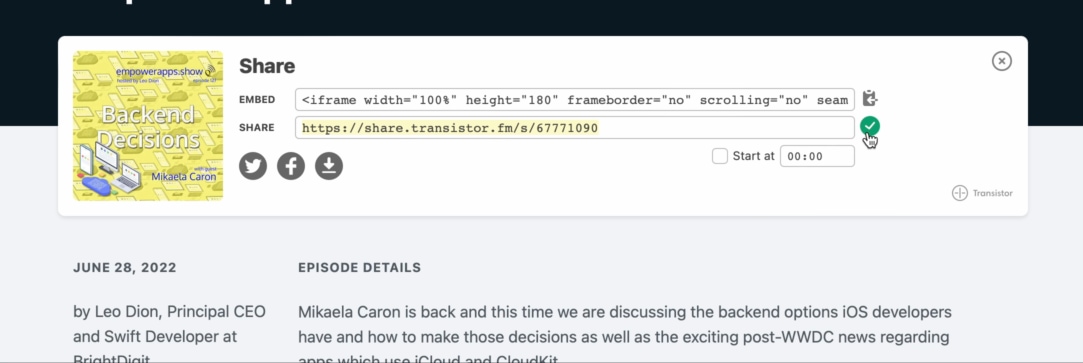 empowerapps.show
hosted by Leo Dion
Backend
Decisions
with guest
Mikaela Caron
Share
EMBED
<iframe width="100%" height="180" frameborder="no" scrolling="no" seam
SHARE
https://share.transistor.fm/s/67771090
Start at 00:00
Transistor
JUNE 28, 2022
by Leo Dion, Principal CEO
and Swift Developer at
BrightDigit
EPISODE DETAILS
Mikaela Caron is back and this time we are discussing the backend options iOS developers
have and how to make those decisions as well as the exciting post-WWDC news regarding
apps which use iCloud and CloudKit